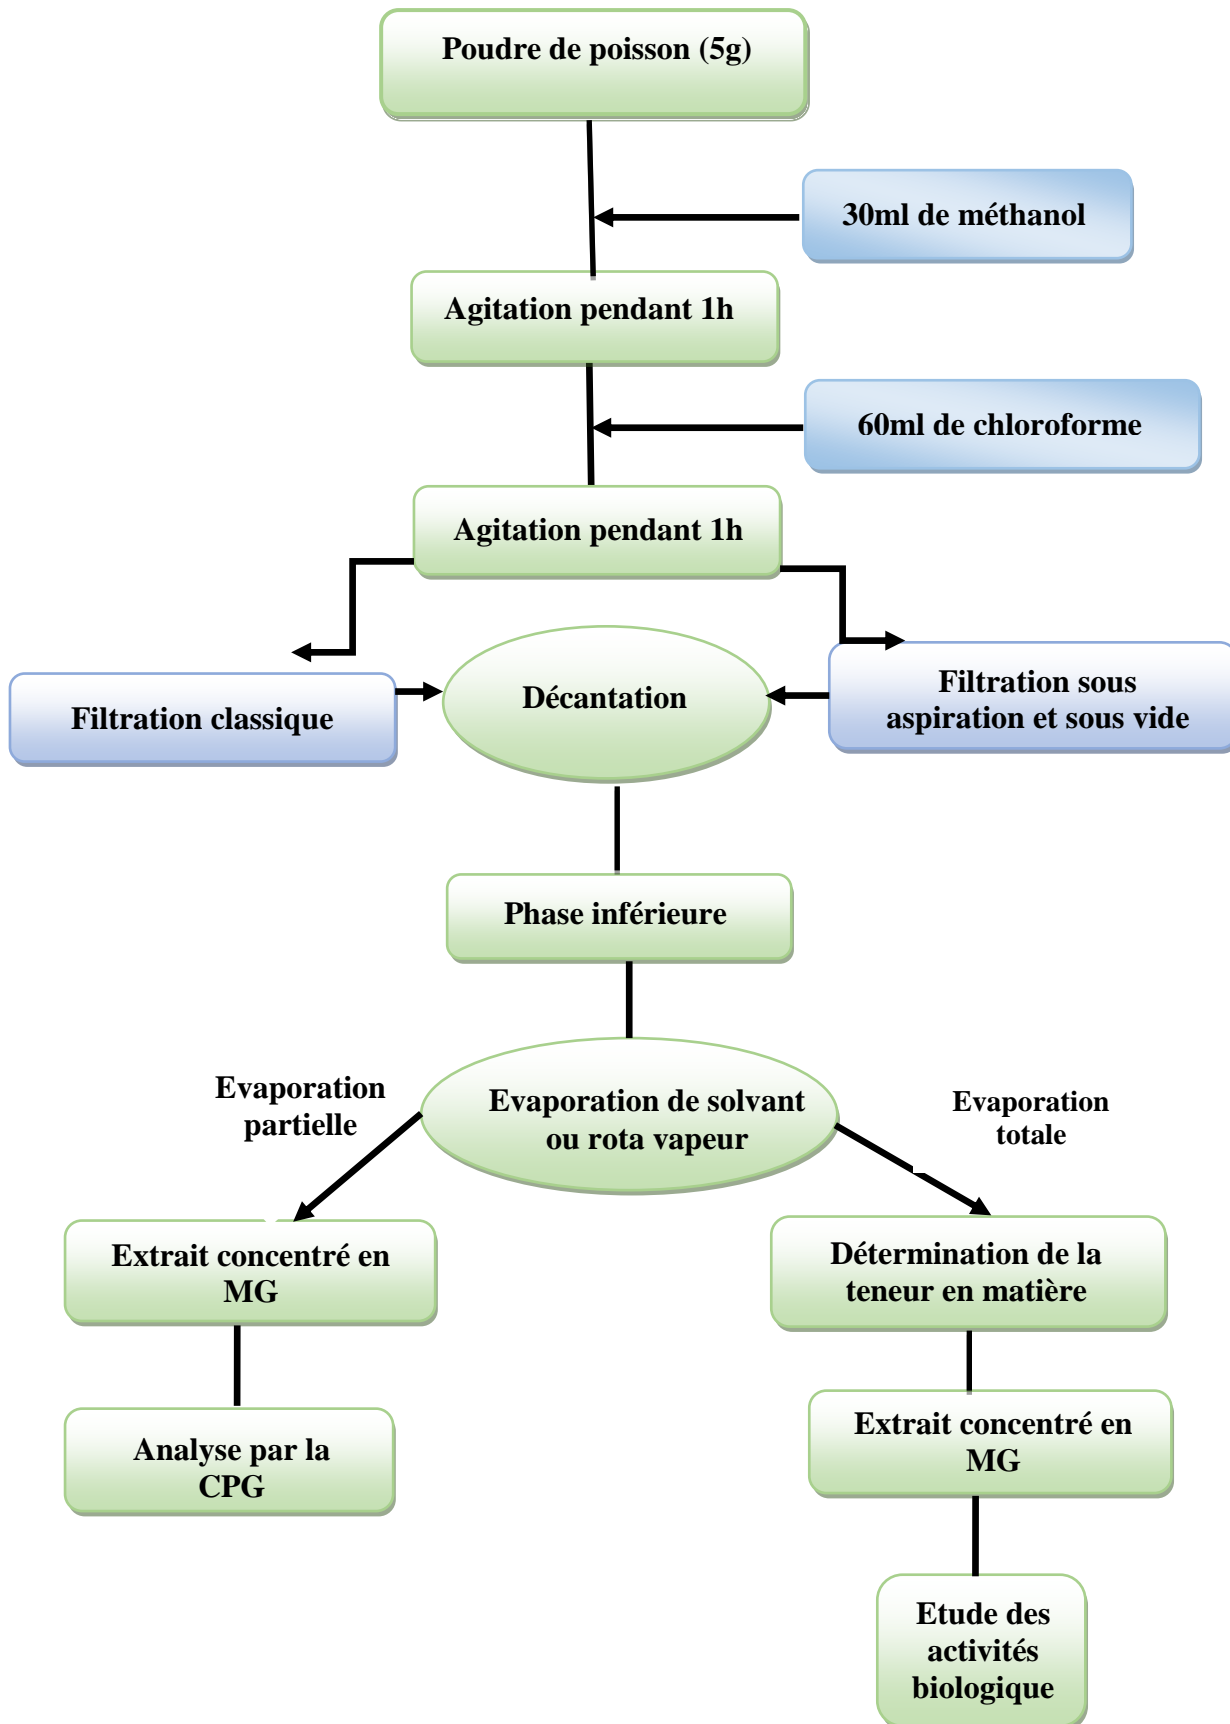 Poudre de poisson (5g)
30ml de méthanol
Agitation pendant 1h
60ml de chloroforme
Agitation pendant 1h
Filtration classique
Décantation
Filtration sous
aspiration et sous vide
Phase inférieure
Evaporation
partielle
Evaporation de solvant
ou rota vapeur
Evaporation
totale
Extrait concentré en
MG
Détermination de la
teneur en matière
Analyse par la
CPG
Extrait concentré en
MG
Etude des
activités
biologique